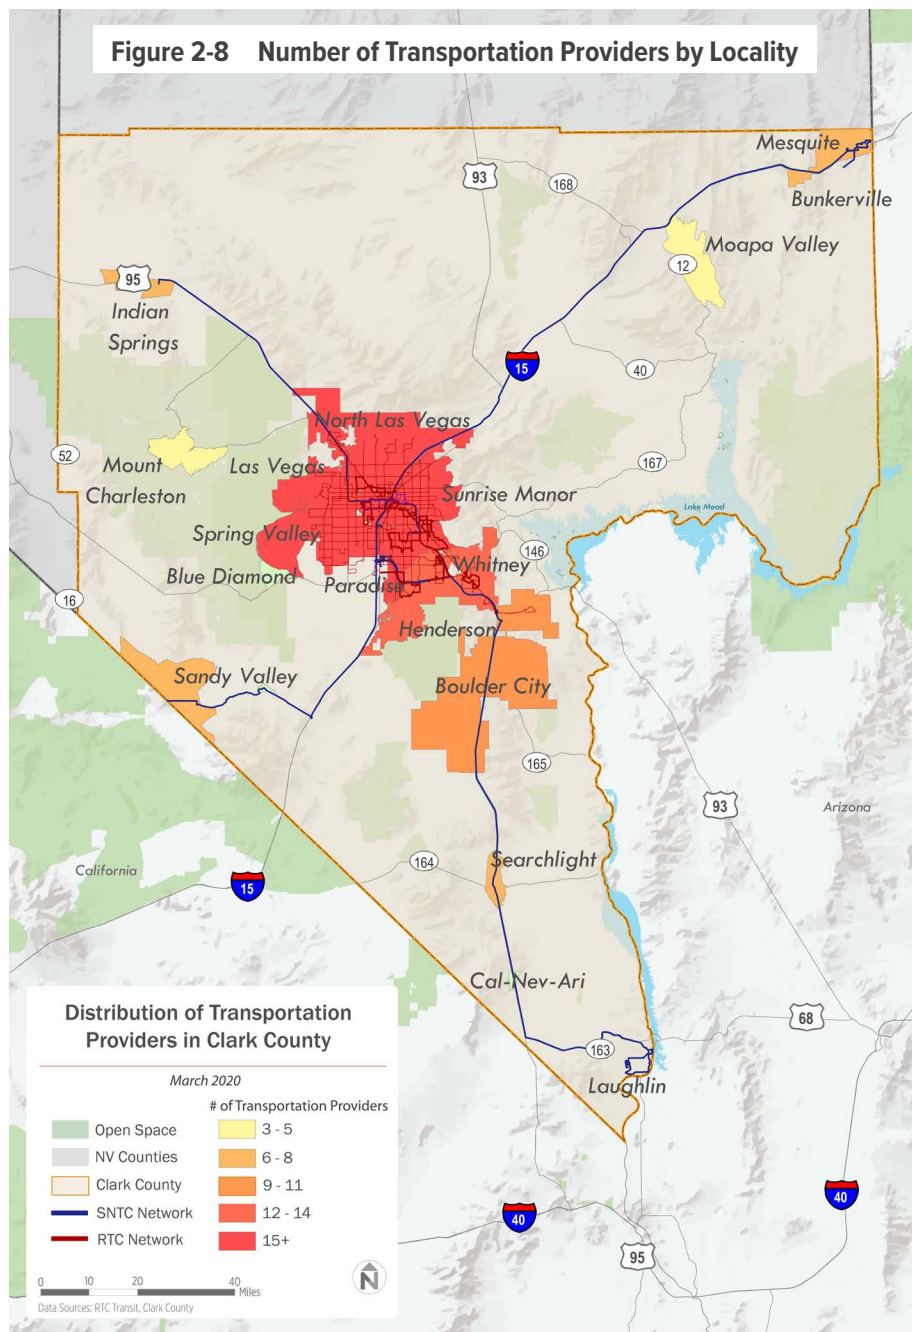 Figure 2-8 Number of Transportation Providers by Locality
Mesquite
93
168
Bunkerville
Moapa Valley
12
95
Indian
Springs
15
40
North Las Vegas
52
Mount
Charleston
Las Vegas
167
Sunrise Manor
Lake Mead
Spring Valley
146
Whitney
Blue Diamond
Paradise
16
Henderson
Sandy Valley
Boulder City
165
93
Arizona
164
Searchlight
California
15
Cal-Nev-Ari
68
163
Laughlin
40
40
95
Distribution of Transportation
Providers in Clark County
March 2020
# of Transportation Providers
Open Space
3 - 5
NV Counties
6 - 8
Clark County
9 - 11
SNTC Network
12 - 14
RTC Network
15+
0 10 20 40
Miles
N
Data Sources: RTC Transit, Clark County